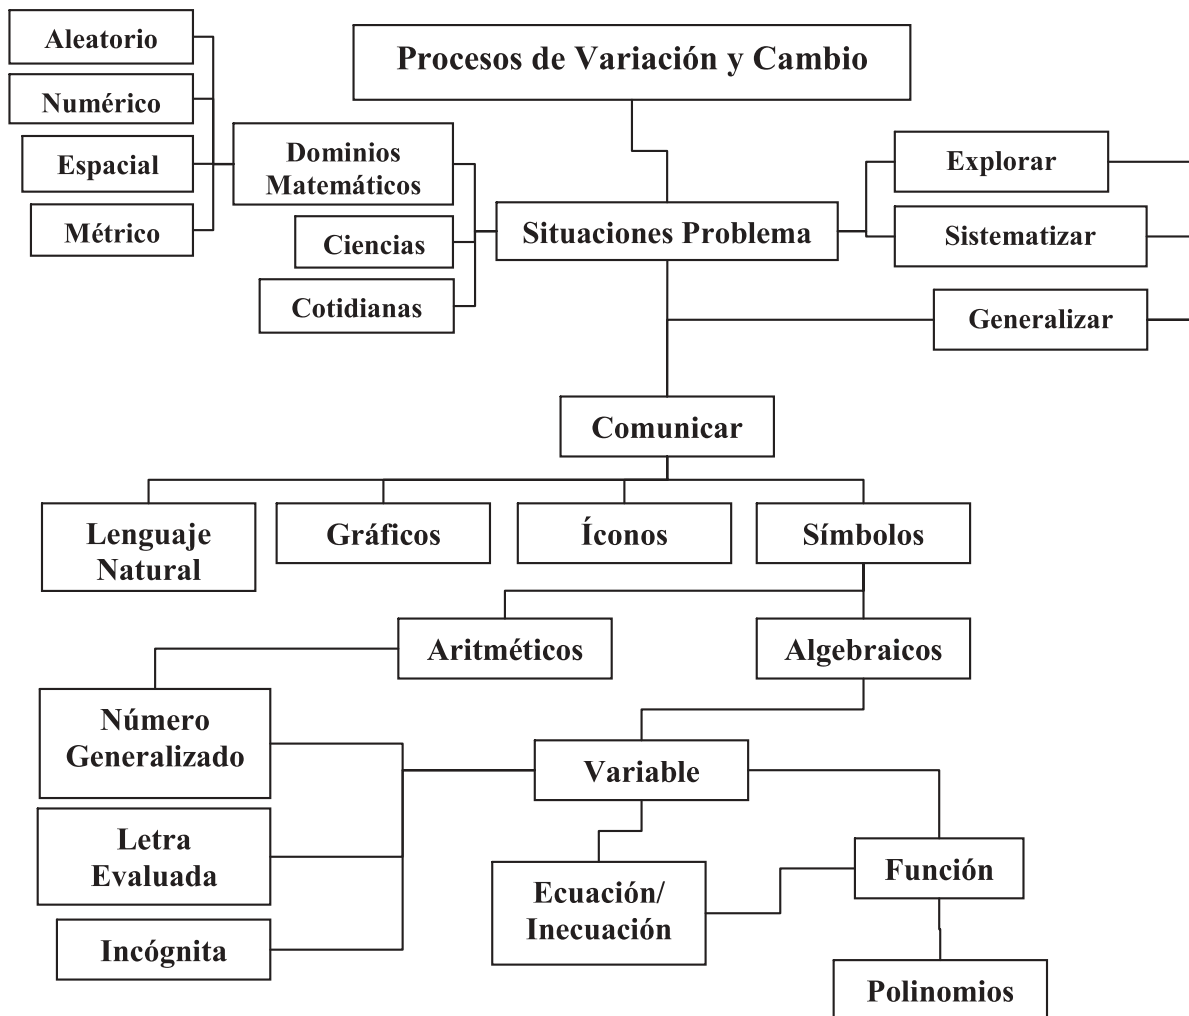 Procesos de Variación y Cambio
Aleatorio
Numérico
Espacial
Métrico
Dominios
Matemáticos
Ciencias
Cotidianas
Situaciones Problema
Explorar
Sistematizar
Generalizar
Comunicar
Lenguaje
Natural
Gráficos
Íconos
Símbolos
Aritméticos
Algebraicos
Número
Generalizado
Letra
Evaluada
Incógnita
Variable
Ecuación/
Inecuación
Función
Polinomios